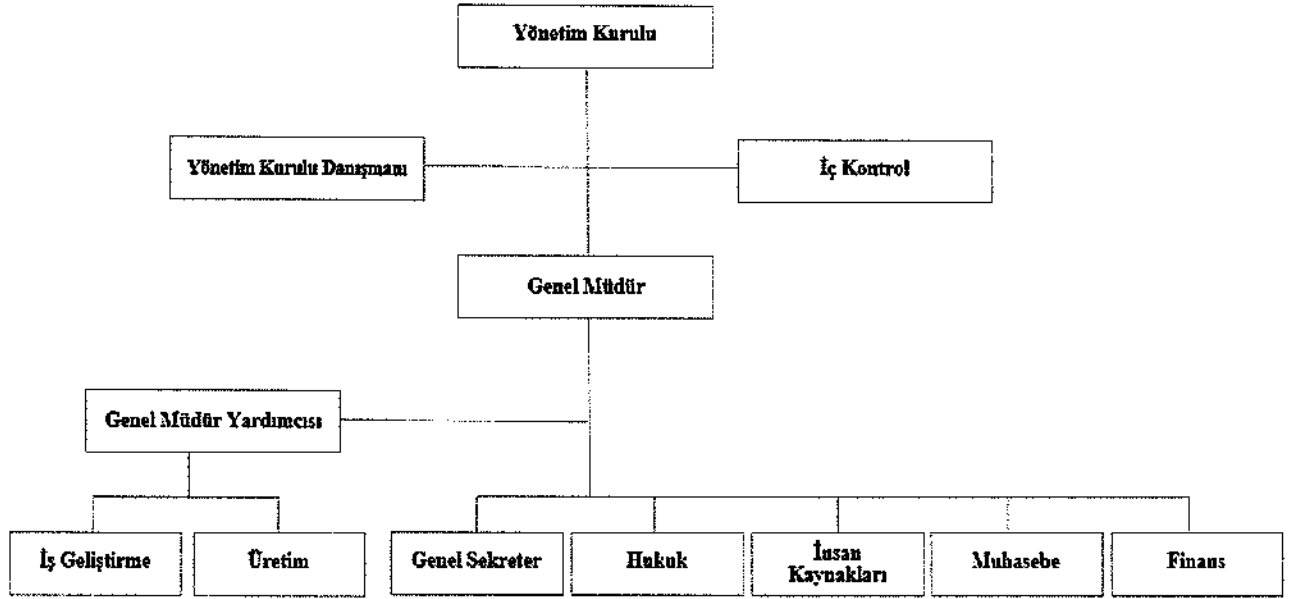 Yönetim Kurulu
Yönetim Kurulu Danışmanı
İç Kontrol
Genel Müdür
Genel Müdür Yardımcısı
İş Geliştirme
Üretim
Genel Sekreter
Hukuk
İnsan
Kaynakları
Muhasebe
Finans